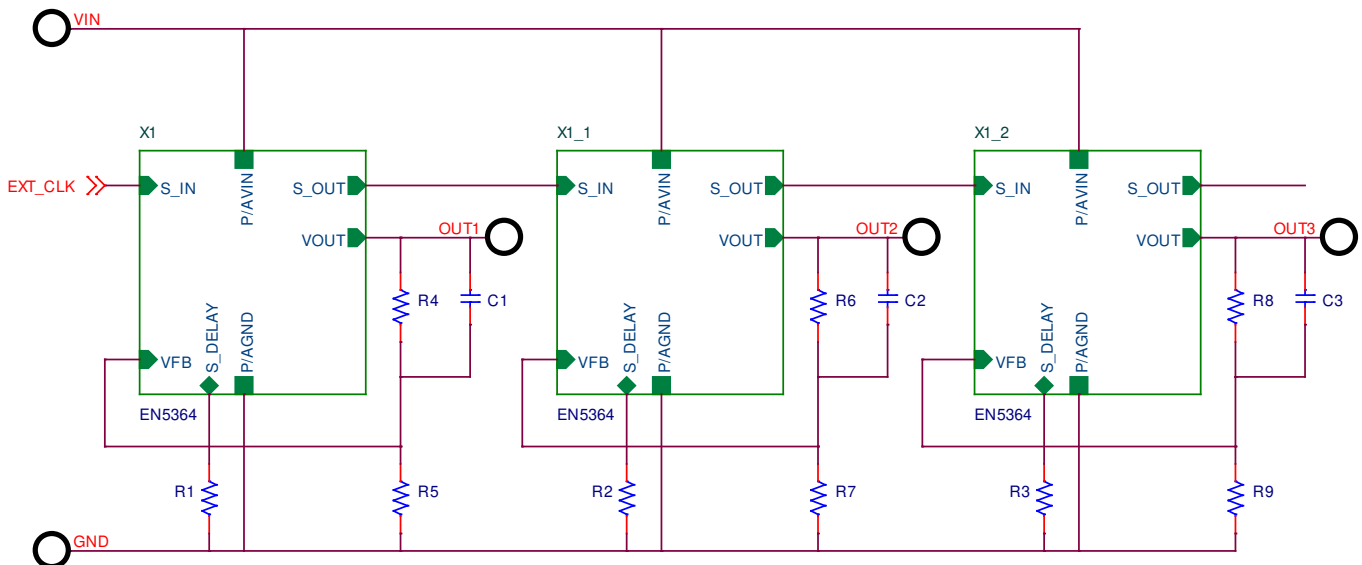 VIN
X1
X1_1
X1_2
EXT_CLK
S_IN
P/AVIN
S_OUT
S_IN
P/AVIN
S_OUT
S_IN
P/AVIN
S_OUT
VOUT
OUT1
VOUT
OUT2
VOUT
OUT3
R4
C1
R6
C2
R8
C3
VFB
S_DELAY
P/AGND
VFB
S_DELAY
P/AGND
VFB
S_DELAY
P/AGND
EN5364
EN5364
EN5364
R1
R5
R2
R7
R3
R9
GND